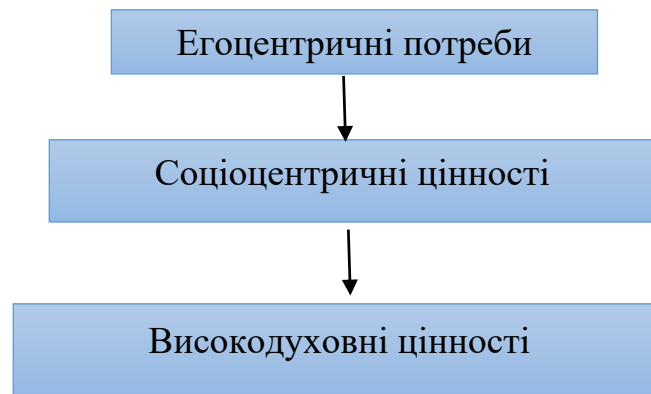 Егоцентричні потреби
Соціоцентричні цінності
Високодуховні цінності